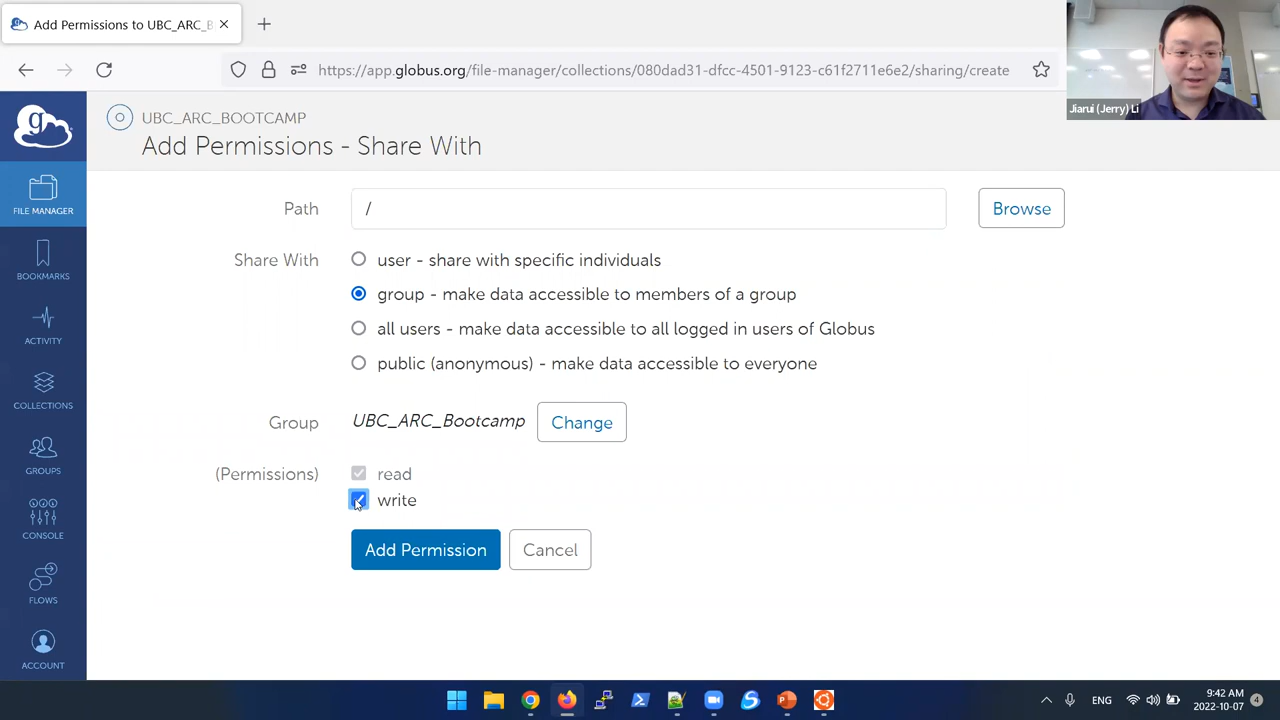 Add Permissions to UBC_ARC_B
https://app.globus.org/file-manager/collections/080dad31-dfcc-4501-9123-c61f2711e6e2/sharing/create
Jiarui (Jerry) Li
g
FILE MANAGER
BOOKMARKS
ACTIVITY
COLLECTIONS
GROUPS
CONSOLE
FLOWS
ACCOUNT
UBC_ARC_BOOTCAMP
Add Permissions - Share With
Path / Browse
Share With user - share with specific individuals
group - make data accessible to members of a group
all users - make data accessible to all logged in users of Globus
public (anonymous) - make data accessible to everyone
Group UBC_ARC_Bootcamp Change
(Permissions) read
write
Add Permission Cancel
ENG 9:42 AM
2022-10-07 4